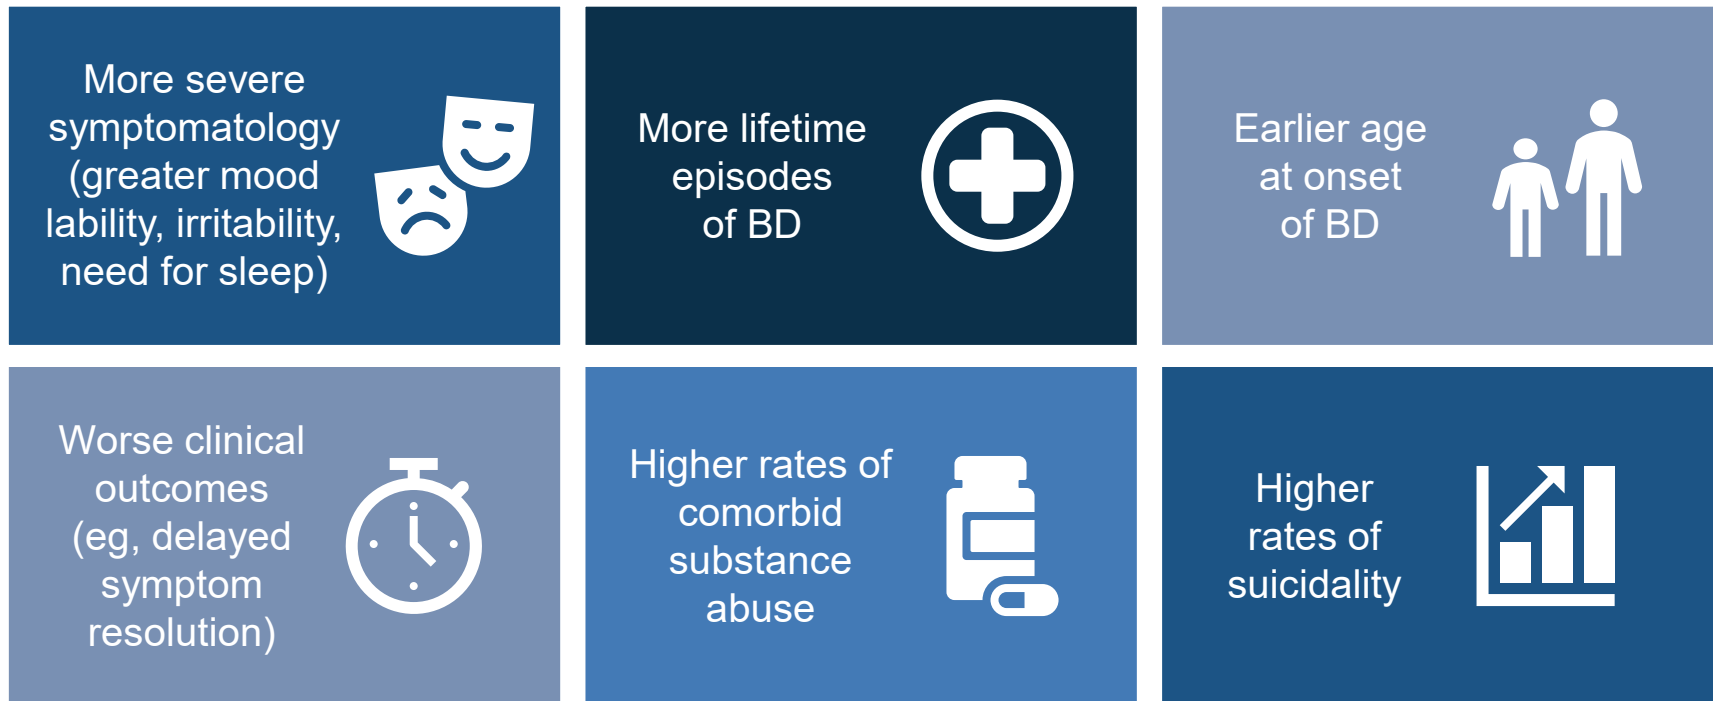 More severe
symptomatology
(greater mood
lability, irritability,
need for sleep)
More lifetime
episodes
of BD
Earlier age
at onset
of BD
Worse clinical
outcomes
(eg, delayed
symptom
resolution)
Higher rates of
comorbid
substance
abuse
Higher
rates of
suicidality